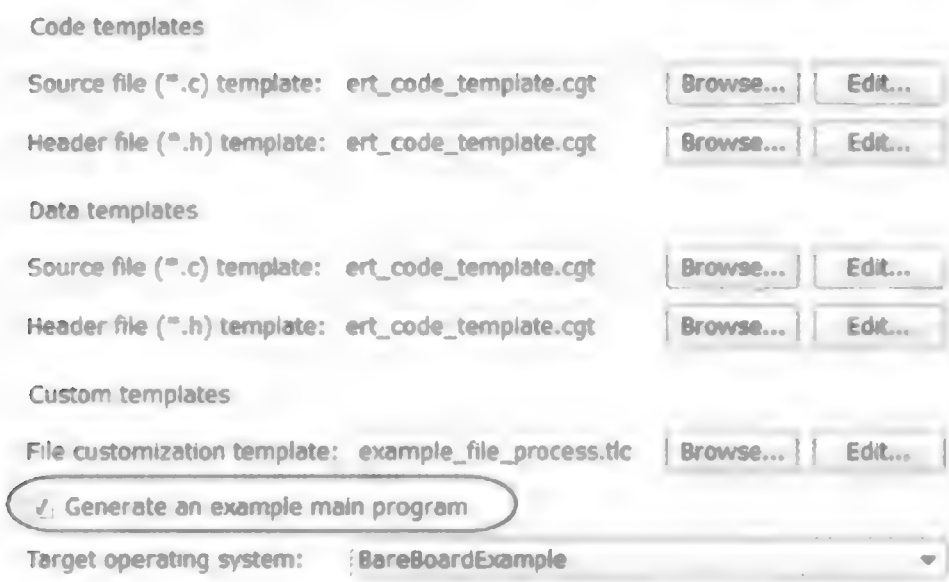 Code templates
Source file (*.c) template: ert_code_template.cgt Browse... Edit...
Header file (*.h) template: ert_code_template.cgt Browse... Edit...
Data templates
Source file (*.c) template: ert_code_template.cgt Browse... Edit...
Header file (*.h) template: ert_code_template.cgt Browse... Edit...
Custom templates
File customization template: example_file_process.tlc Browse... Edit...
Generate an example main program
Target operating system: BareBoardExample